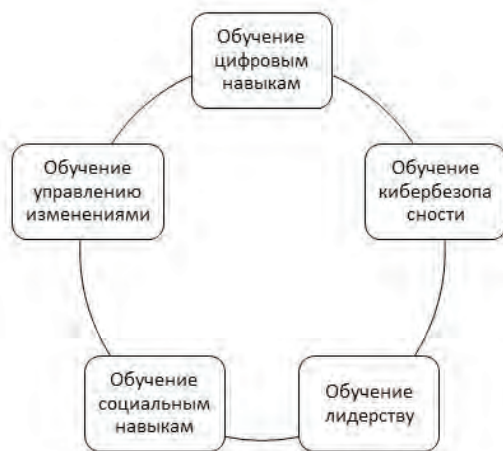 Обучение
цифровым
навыкам
Обучение
кибербезопа
сности
Обучение
лидерству
Обучение
социальным
навыкам
Обучение
управлению
изменениями